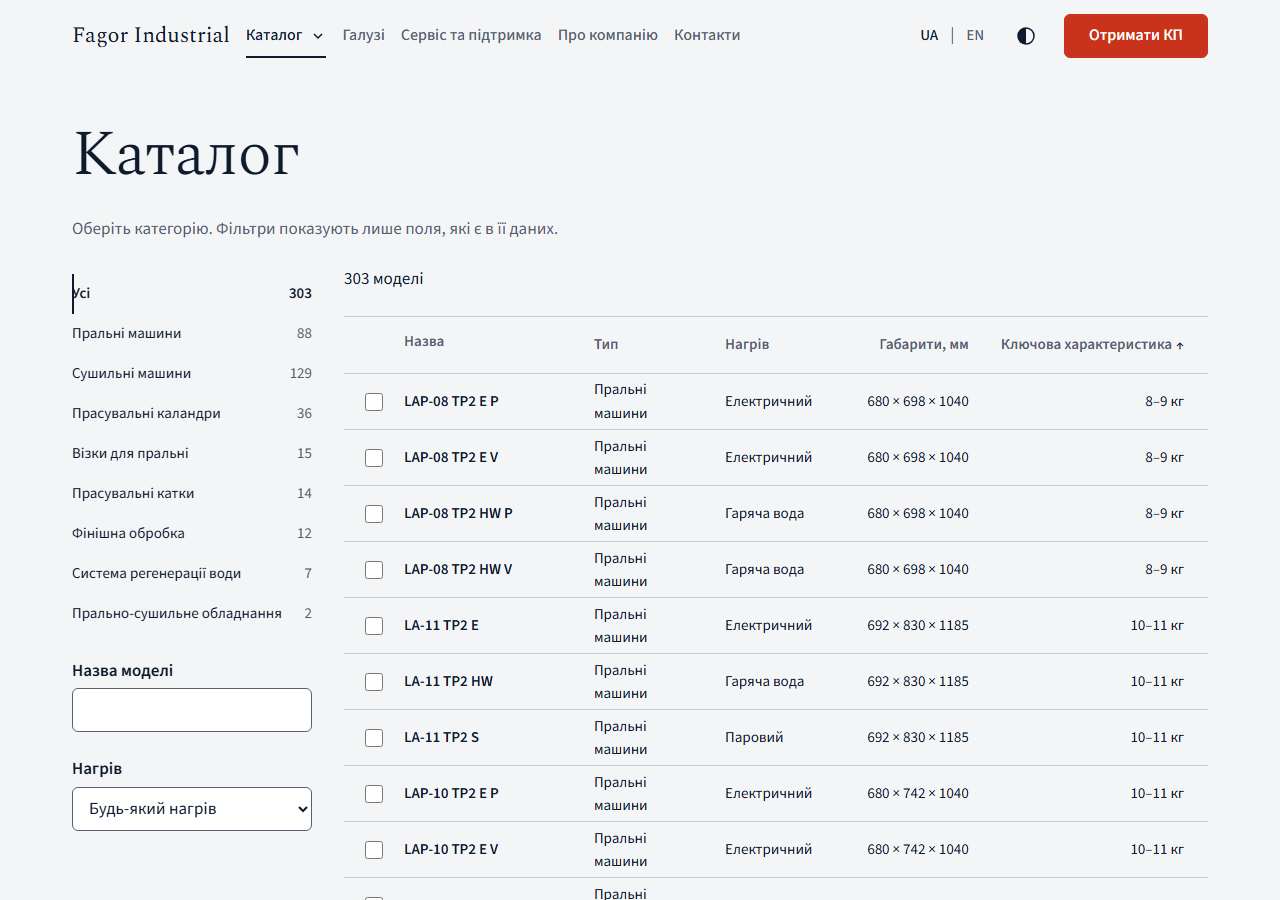 Fagor Industrial Каталог Галузі Сервіс та підтримка Про компанію Контакти UA | EN Отримати КП
Каталог
Оберіть категорію. Фільтри показують лише поля, які є в її даних.
Усі 303
Пральні машини 88
Сушильні машини 129
Прасувальні каландри 36
Візки для пральні 15
Прасувальні катки 14
Фінішна обробка 12
Система регенерації води 7
Прально-сушильне обладнання 2
Назва моделі
Нагрів
Будь-який нагрів
303 моделі
Назва Тип Нагрів Габарити, мм Ключова характеристика ↑
LAP-08 TP2 E P Пральні машини Електричний 680 × 698 × 1040 8–9 кг
LAP-08 TP2 E V Пральні машини Електричний 680 × 698 × 1040 8–9 кг
LAP-08 TP2 HW P Пральні машини Гаряча вода 680 × 698 × 1040 8–9 кг
LAP-08 TP2 HW V Пральні машини Гаряча вода 680 × 698 × 1040 8–9 кг
LA-11 TP2 E Пральні машини Електричний 692 × 830 × 1185 10–11 кг
LA-11 TP2 HW Пральні машини Гаряча вода 692 × 830 × 1185 10–11 кг
LA-11 TP2 S Пральні машини Паровий 692 × 830 × 1185 10–11 кг
LAP-10 TP2 E P Пральні машини Електричний 680 × 742 × 1040 10–11 кг
LAP-10 TP2 E V Пральні машини Електричний 680 × 742 × 1040 10–11 кг
Пральні